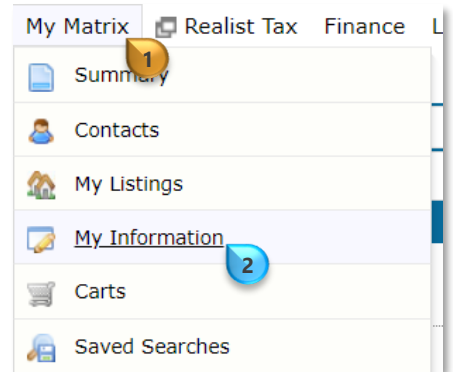 My Matrix Realist Tax Finance L
1
Summary
Contacts
My Listings
My Information
2
Carts
Saved Searches